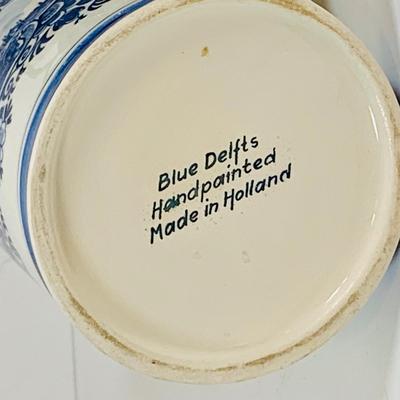 Blue Delfts
Handpainted
Made in Holland